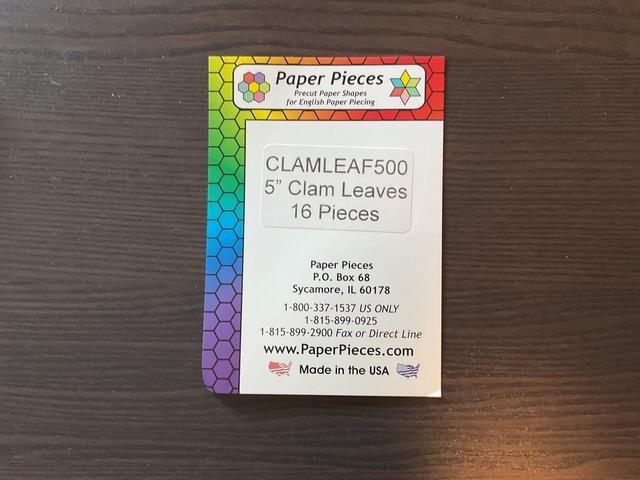 Paper Pieces
Precut Paper Shapes
for English Paper Piecing
CLAMLEAF500
5” Clam Leaves
16 Pieces
Paper Pieces
P.O. Box 68
Sycamore, IL 60178
1-800-337-1537 US ONLY
1-815-899-0925
1-815-899-2900 Fax or Direct Line
www.PaperPieces.com
Made in the USA